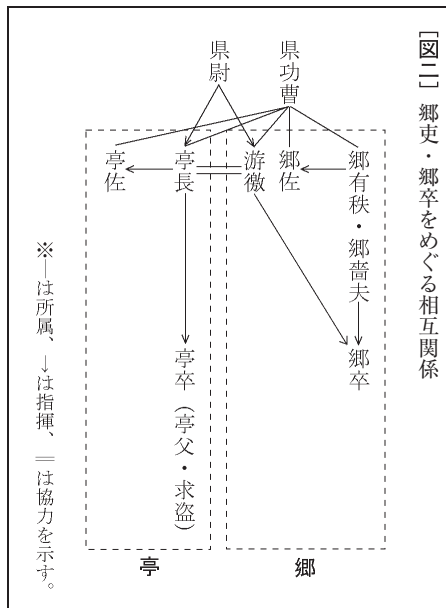 ［図二］ 郷吏・郷卒をめぐる相互関係
県功曹
県尉
郷有秩・郷嗇夫
郷佐
游徼
亭長
亭佐
郷卒
亭卒（亭父・求盗）
郷
亭
※―は所属、↓は指揮、＝は協力を示す。